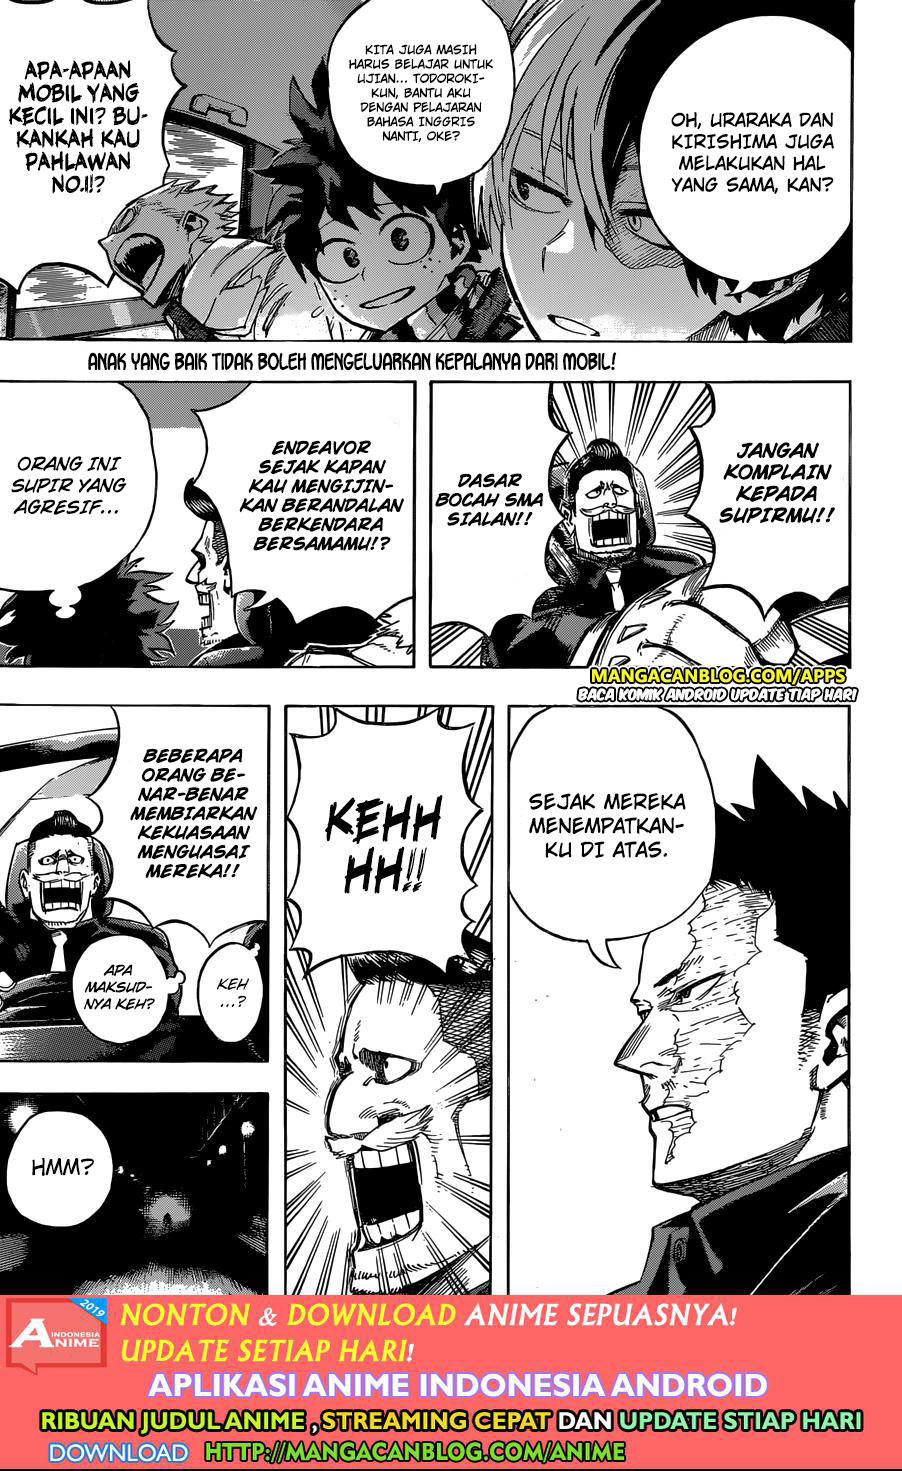 OH, URARAKA DAN
KIRISHIMA JUGA
MELAKUKAN HAL
YANG SAMA, KAN?
KITA JUGA MASIH
HARUS BELAJAR UNTUK
UJIAN... TODOROKI-
KUN, BANTU AKU
DENGAN PELAJARAN
BAHASA INGGRIS
NANTI, OKE?
APA-APAAN
MOBIL YANG
KECIL INI? BU-
KANKAH KAU
PAHLAWAN
NO.1!?
ANAK YANG BAIK TIDAK BOLEH MENGELUARKAN KEPALANYA DARI MOBIL!
JANGAN
KOMPLAIN
KEPADA
SUPIRMU!!
DASAR
BOCAH SMA
SIALAN!!
ENDEAVOR
SEJAK KAPAN
KAU MENGIJIN-
KAN BERANDALAN
BERKENDARA
BERSAMAMU!?
ORANG INI
SUPIR YANG
AGRESIF...
MANGACANBLOG.COM/APPS
BACA KOMIK ANDROID UPDATE TIAP HARI
SEJAK MEREKA
MENEMPATKAN-
KU DI ATAS.
KEHH
HH!!
BEBERAPA
ORANG BE-
NAR-BENAR
MEMBIARKAN
KEKUASAAN
MENGUASAI
MEREKA!!
KEH
...?
APA
MAKSUD-
NYA KEH?
HMM?
2019
A INDONESIA
ANIME
NONTON & DOWNLOAD ANIME SEPUASNYA!
UPDATE SETIAP HARI!
APLIKASI ANIME INDONESIA ANDROID
RIBUAN JUDUL ANIME , STREAMING CEPAT DAN UPDATE STIAP HARI
DOWNLOAD HTTP://MANGACANBLOG.COM/ANIME